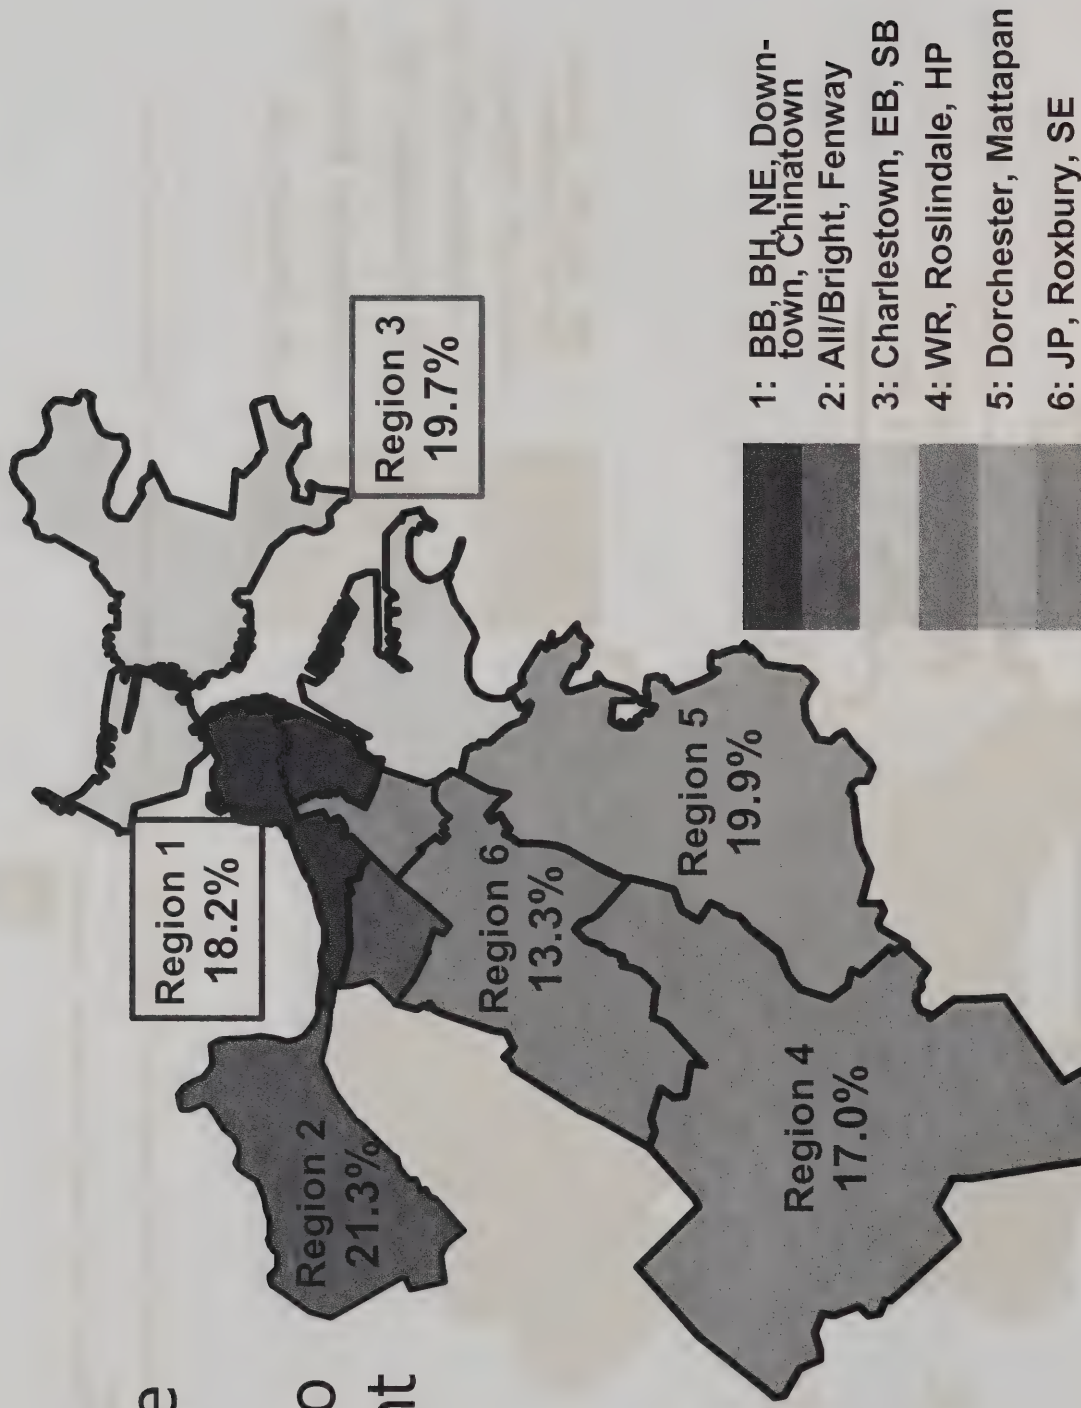 Region 1
18.2%
Region 3
19.7%
Region 2
21.3%
Region 6
13.3%
Region 5
19.9%
Region 4
17.0%
1: BB, BH, NE, Down-
town, Chinatown
2: All/Bright, Fenway
3: Charlestown, EB, SB
4: WR, Roslindale, HP
5: Dorchester, Mattapan
6: JP, Roxbury, SE